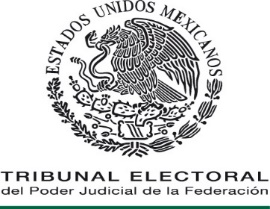 ESTADOS UNIDOS MEXICANOS
TRIBUNAL ELECTORAL
del Poder Judicial de la Federación